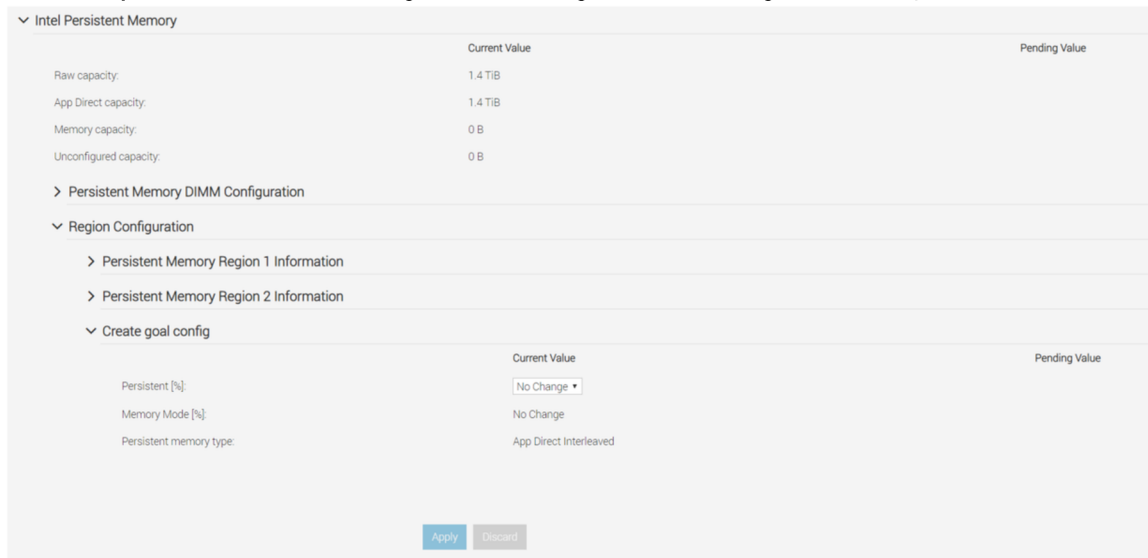 Intel Persistent Memory
Current Value Pending Value
Raw capacity: 1.4 TiB
App Direct capacity: 1.4 TiB
Memory capacity: 0 B
Unconfigured capacity: 0 B
Persistent Memory DIMM Configuration
Region Configuration
Persistent Memory Region 1 Information
Persistent Memory Region 2 Information
Create goal config
Current Value Pending Value
Persistent [%]: No Change
Memory Mode [%]: No Change
Persistent memory type: App Direct Interleaved
Apply Discard